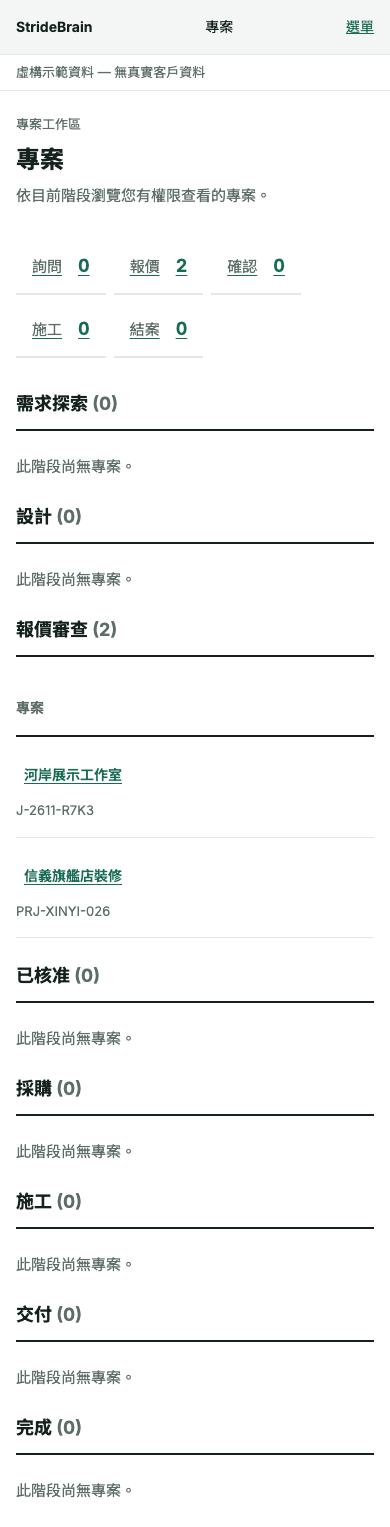 StrideBrain 專案 選單
虛構示範資料 — 無真實客戶資料
專案工作區
專案
依目前階段瀏覽您有權限查看的專案。
詢問 0 報價 2 確認 0
施工 0 結案 0
需求探索 (0)
此階段尚無專案。
設計 (0)
此階段尚無專案。
報價審查 (2)
專案
河岸展示工作室
J-2611-R7K3
信義旗艦店裝修
PRJ-XINYI-026
已核准 (0)
此階段尚無專案。
採購 (0)
此階段尚無專案。
施工 (0)
此階段尚無專案。
交付 (0)
此階段尚無專案。
完成 (0)
此階段尚無專案。